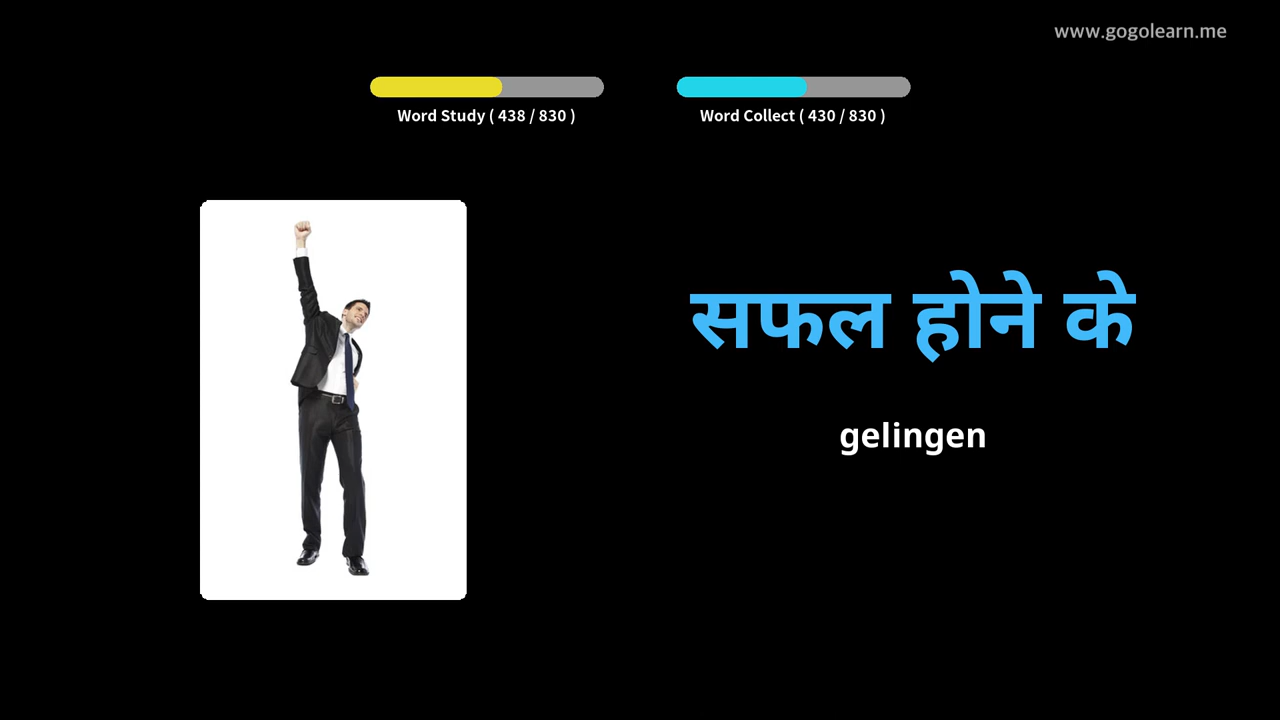 www.gogolearn.me
Word Study ( 438 / 830 )
Word Collect ( 430 / 830 )
सफल होने के
gelingen